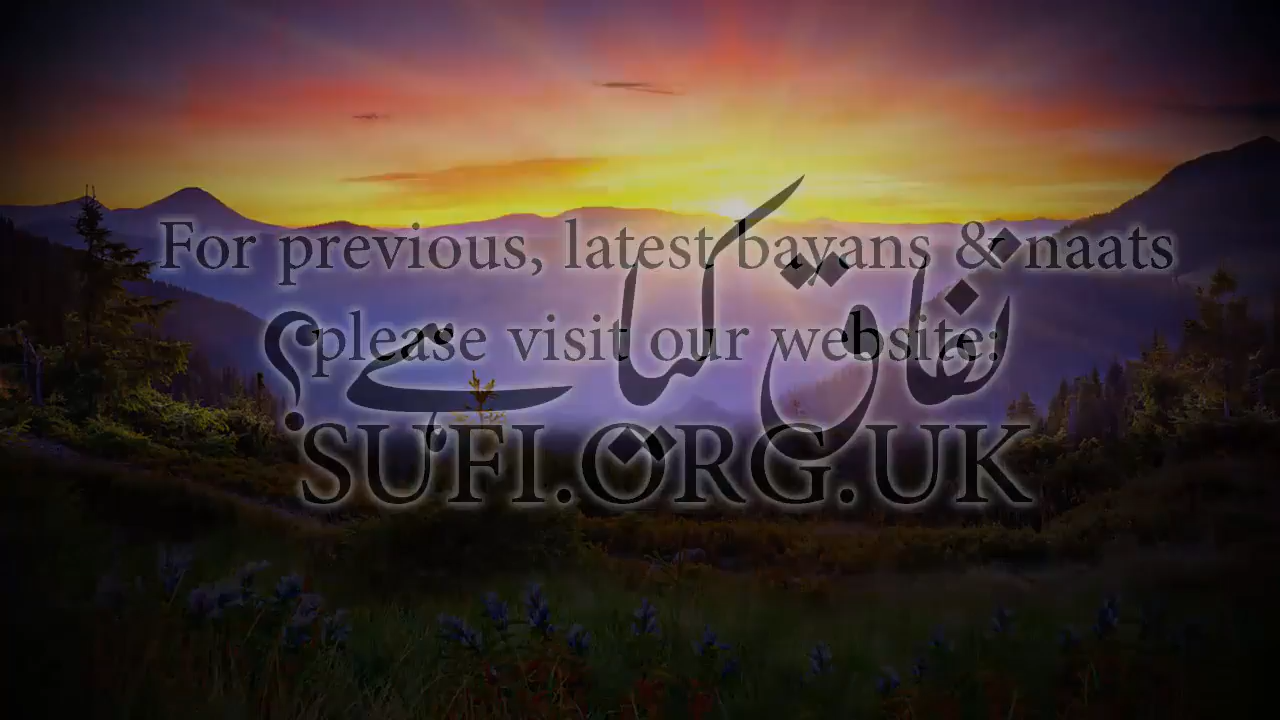 For previous, latest bayans & naats
نفاق کیا ہے؟
please visit our website:
SUFI.ORG.UK